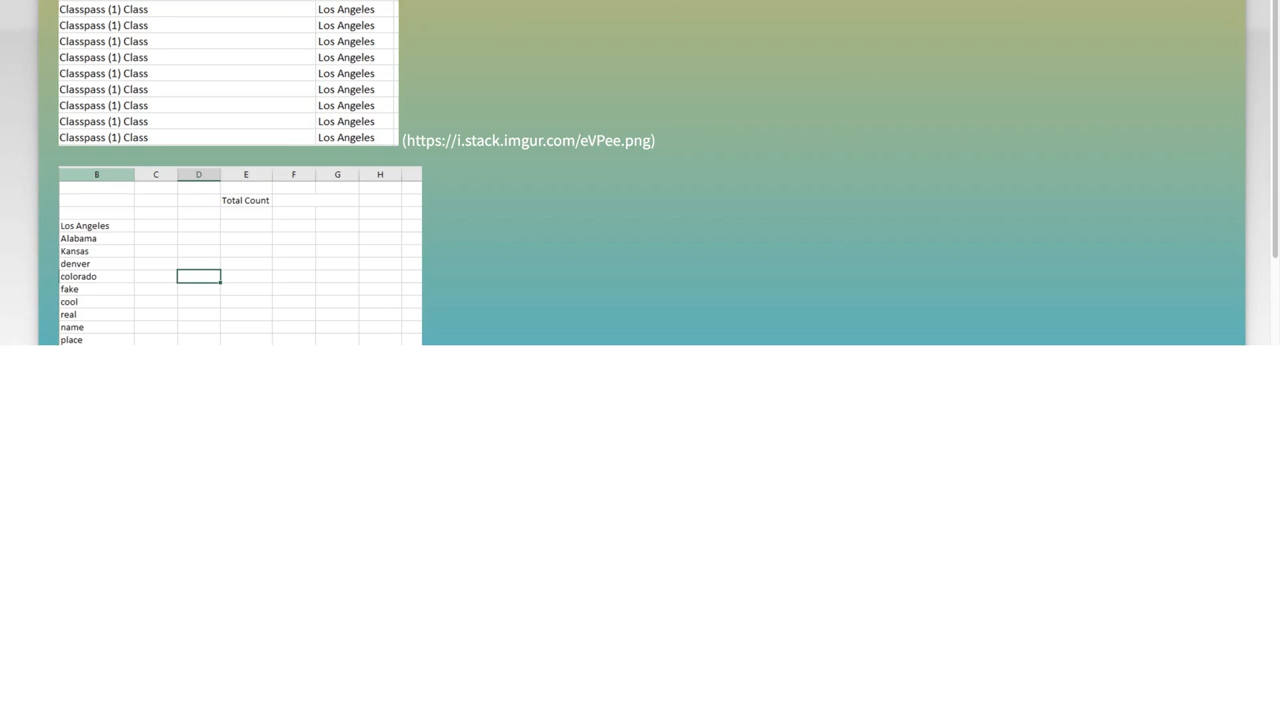 Classpass (1) Class Los Angeles
Classpass (1) Class Los Angeles
Classpass (1) Class Los Angeles
Classpass (1) Class Los Angeles
Classpass (1) Class Los Angeles
Classpass (1) Class Los Angeles
Classpass (1) Class Los Angeles
Classpass (1) Class Los Angeles
Classpass (1) Class Los Angeles
(https://i.stack.imgur.com/eVPee.png)
B C D E F G H
Total Count
Los Angeles
Alabama
Kansas
denver
colorado
fake
cool
real
name
place